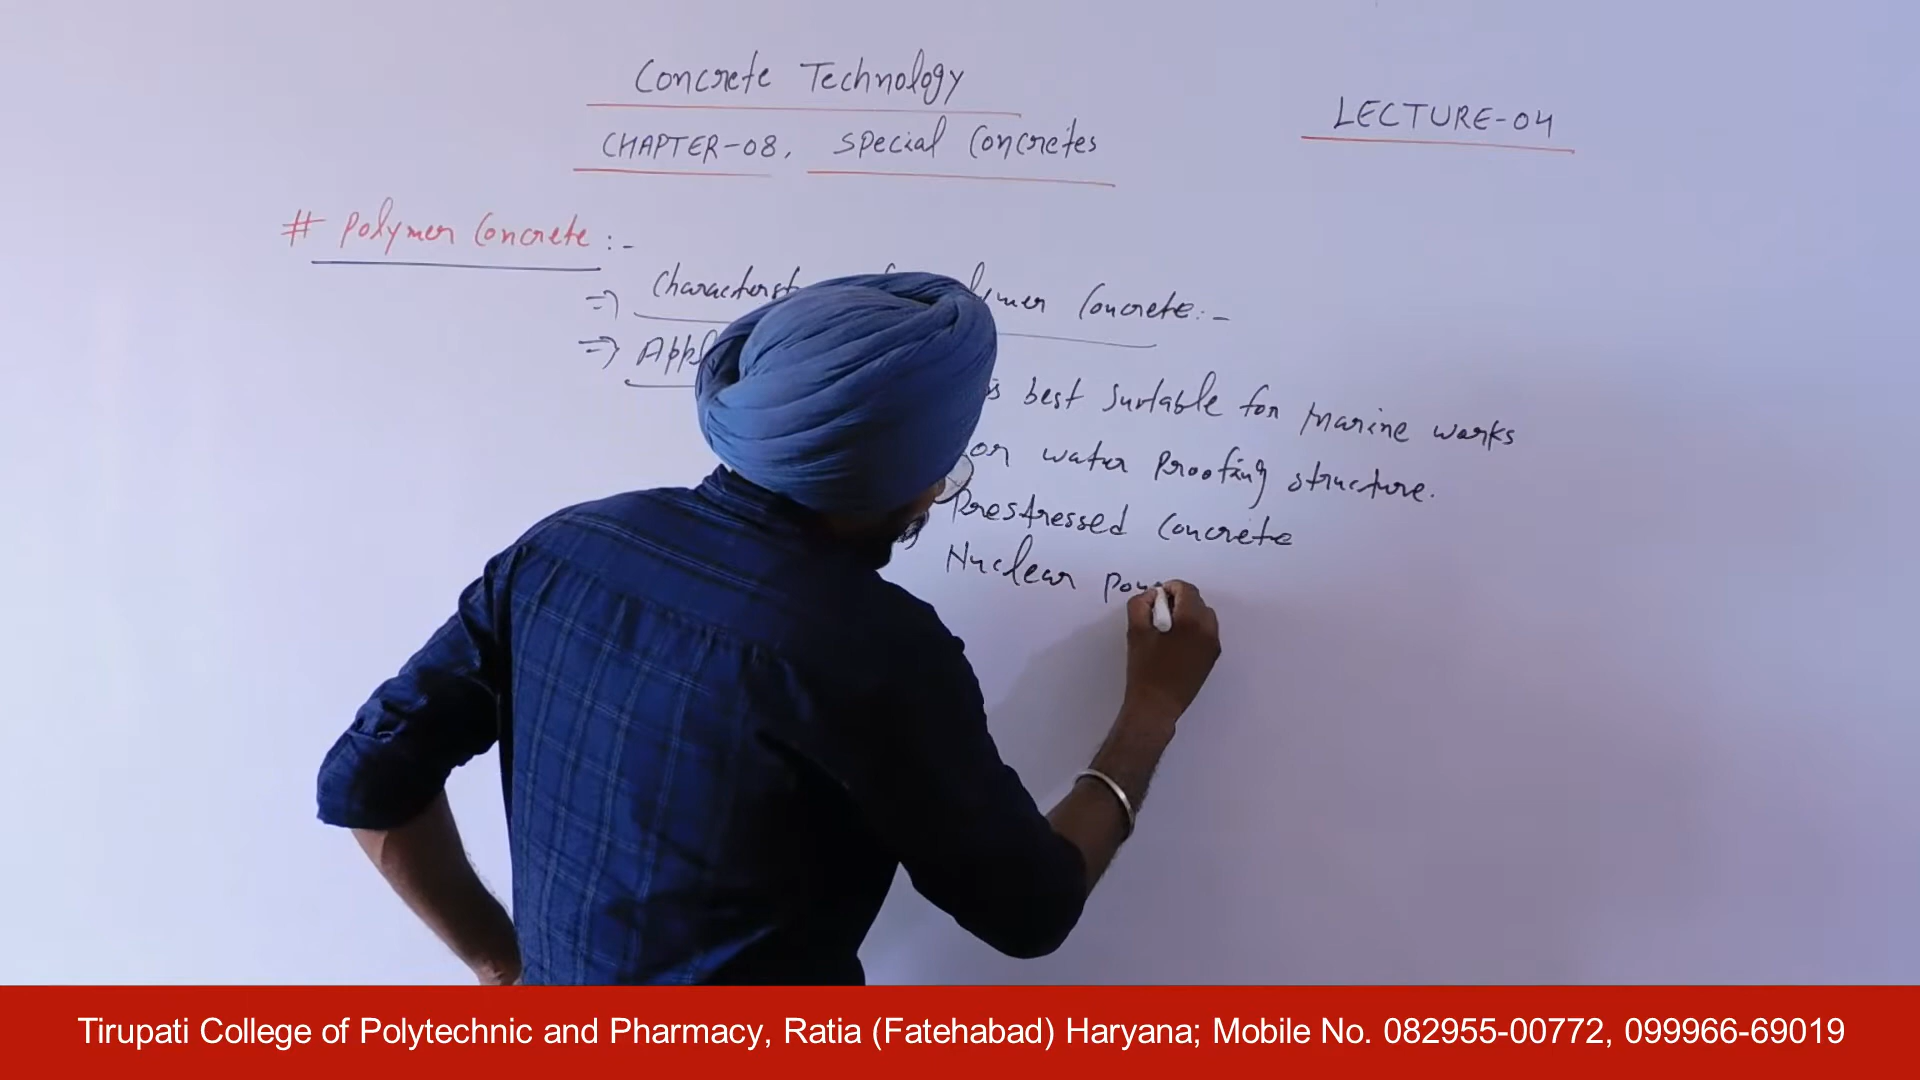 Concrete Technology
LECTURE-04
CHAPTER-08. Special Concretes
# Polymer Concrete :-
=> Concrete:-
=>
best Suitable for Marine works
or water Proofing structure.
Prestressed Concrete
Nuclear
Tirupati College of Polytechnic and Pharmacy, Ratia (Fatehabad) Haryana; Mobile No. 082955-00772, 099966-69019